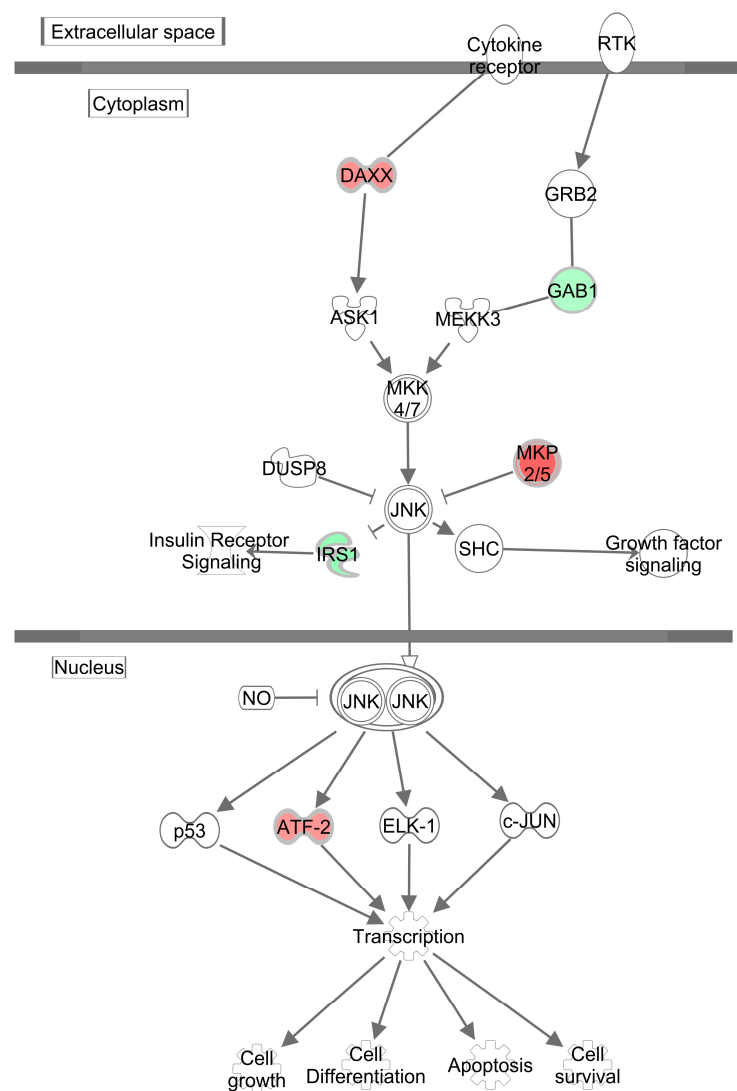 Extracellular space
Cytokine
receptor
RTK
Cytoplasm
DAXX
GRB2
GAB1
ASK1
MEKK3
MKK
4/7
DUSP8
MKP
2/5
JNK
Insulin Receptor
Signaling
IRS1
SHC
Growth factor
signaling
Nucleus
NO
JNK
JNK
p53
ATF-2
ELK-1
c-JUN
Transcription
Cell
growth
Cell
Differentiation
Apoptosis
Cell
survival